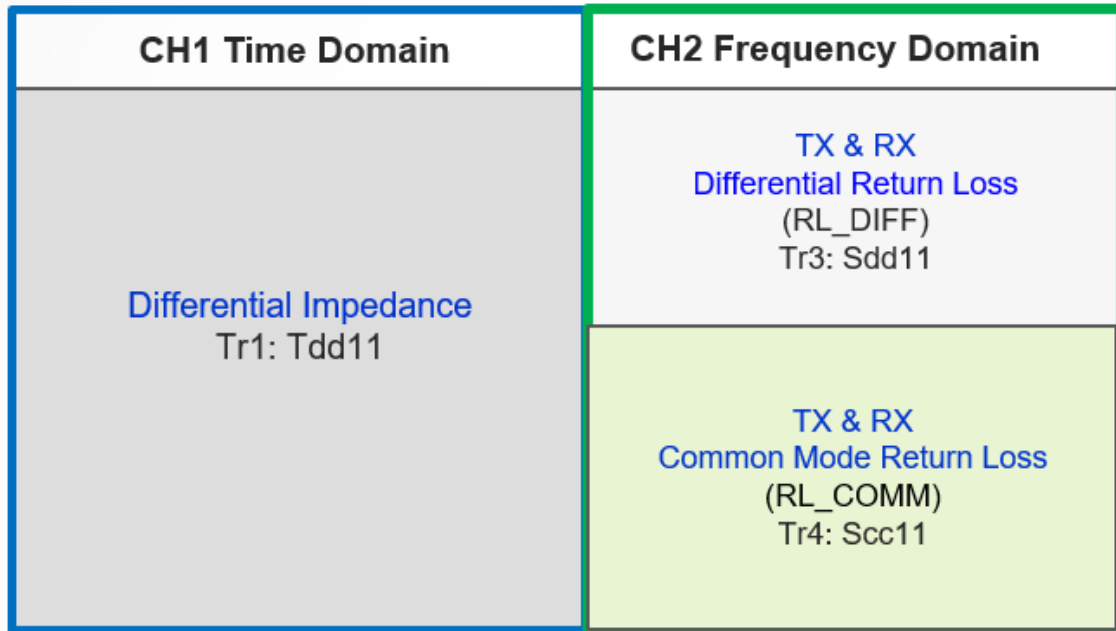 CH1 Time Domain
Differential Impedance
Tr1: Tdd11
CH2 Frequency Domain
TX & RX
Differential Return Loss
(RL_DIFF)
Tr3: Sdd11
TX & RX
Common Mode Return Loss
(RL_COMM)
Tr4: Scc11